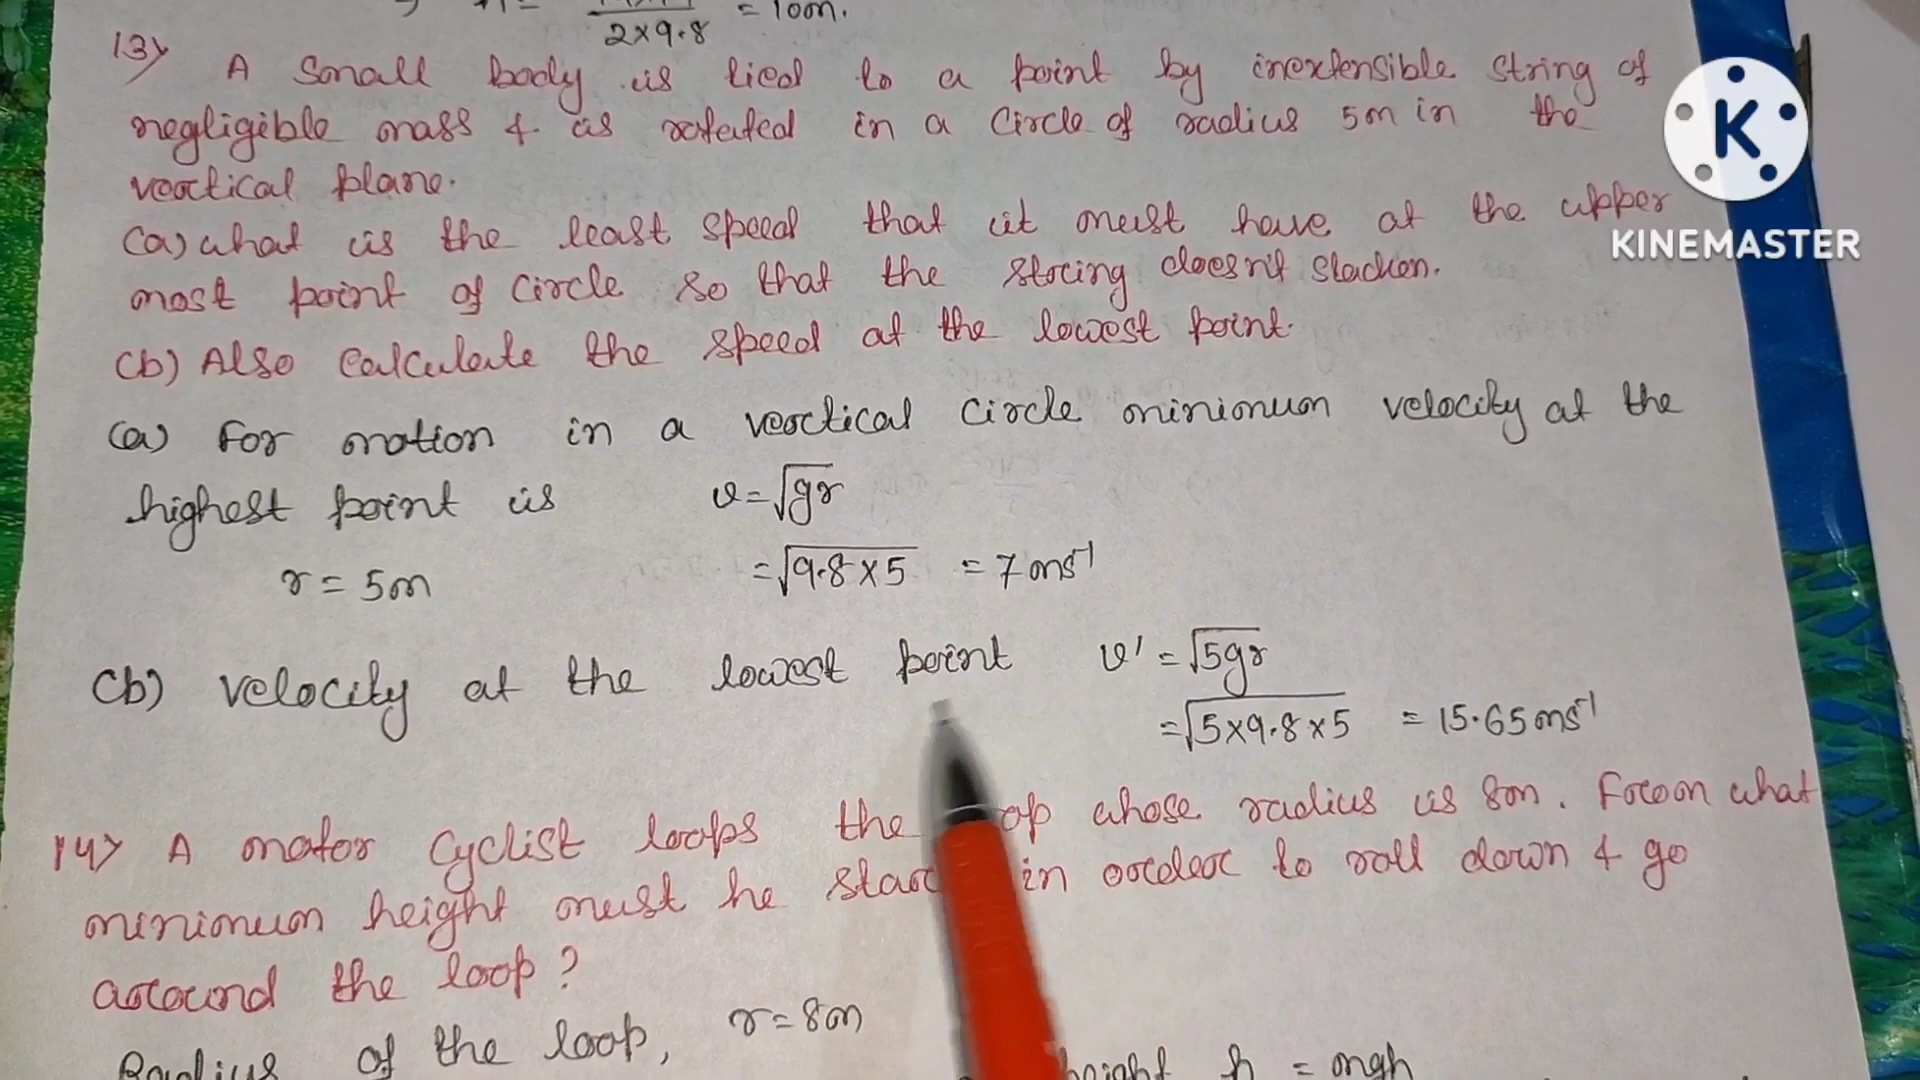 2×9.8 = 10m.
13) A small body is tied to a point by inextensible string of
negligible mass & is rotated in a circle of radius 5m in the
vertical plane.
(a) what is the least speed that it must have at the upper
most point of circle so that the string doesn't slacken.
(b) Also calculate the speed at the lowest point.
(a) For motion in a vertical circle minimum velocity at the
highest point is v = √gr
r = 5m = √9.8×5 = 7ms⁻¹
(b) velocity at the lowest point v' = √5gr
= √5×9.8×5 = 15.65ms⁻¹
14) A motor cyclist loops the whose radius is 8m. From what
minimum height must he in order to roll down & go
around the loop?
Radius of the loop, r = 8m
height h = mgh
K
KINEMASTER